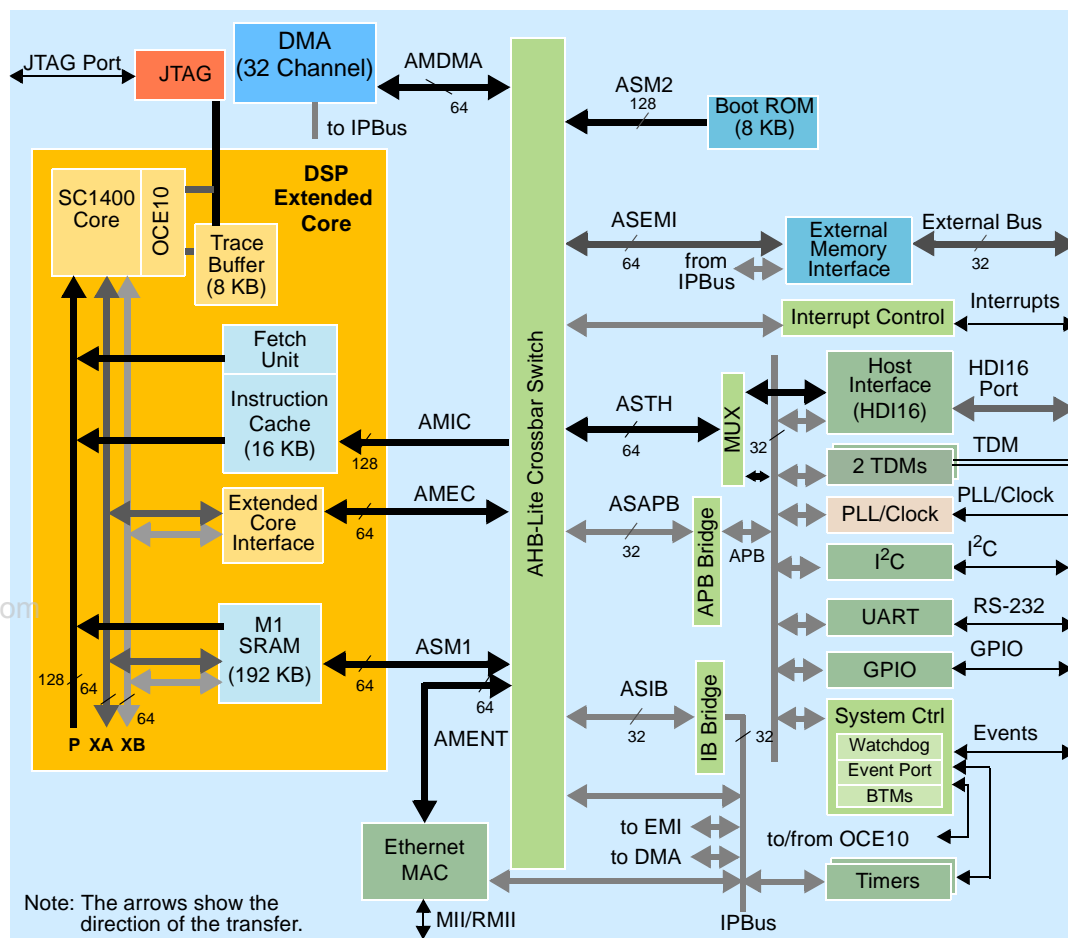 JTAG Port
JTAG
DMA
(32 Channel)
AMDMA
64
to IPBus
ASM2
128
Boot ROM
(8 KB)
DSP
Extended
Core
SC1400
Core
OCE10
Trace
Buffer
(8 KB)
ASEMI
64
from
IPBus
External
Memory
Interface
External Bus
32
Interrupt Control
Interrupts
Fetch
Unit
Instruction
Cache
(16 KB)
AMIC
128
AHB-Lite Crossbar Switch
ASTH
64
MUX
32
Host
Interface
(HDI16)
HDI16
Port
2 TDMs
TDM
Extended
Core
Interface
AMEC
64
ASAPB
32
APB Bridge
APB
PLL/Clock
PLL/Clock
I2C
I2C
UART
RS-232
GPIO
GPIO
om
M1
SRAM
(192 KB)
ASM1
64
64
128
64
64
P XA XB
AMENT
ASIB
32
IB Bridge
32
System Ctrl
Watchdog
Event Port
BTMs
Events
to EMI
to DMA
to/from OCE10
Ethernet
MAC
Timers
IPBus
MII/RMII
Note: The arrows show the
direction of the transfer.